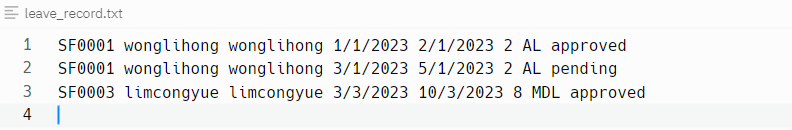 leave_record.txt
1 SF0001 wonglihong wonglihong 1/1/2023 2/1/2023 2 AL approved
2 SF0001 wonglihong wonglihong 3/1/2023 5/1/2023 2 AL pending
3 SF0003 limcongyue limcongyue 3/3/2023 10/3/2023 8 MDL approved
4